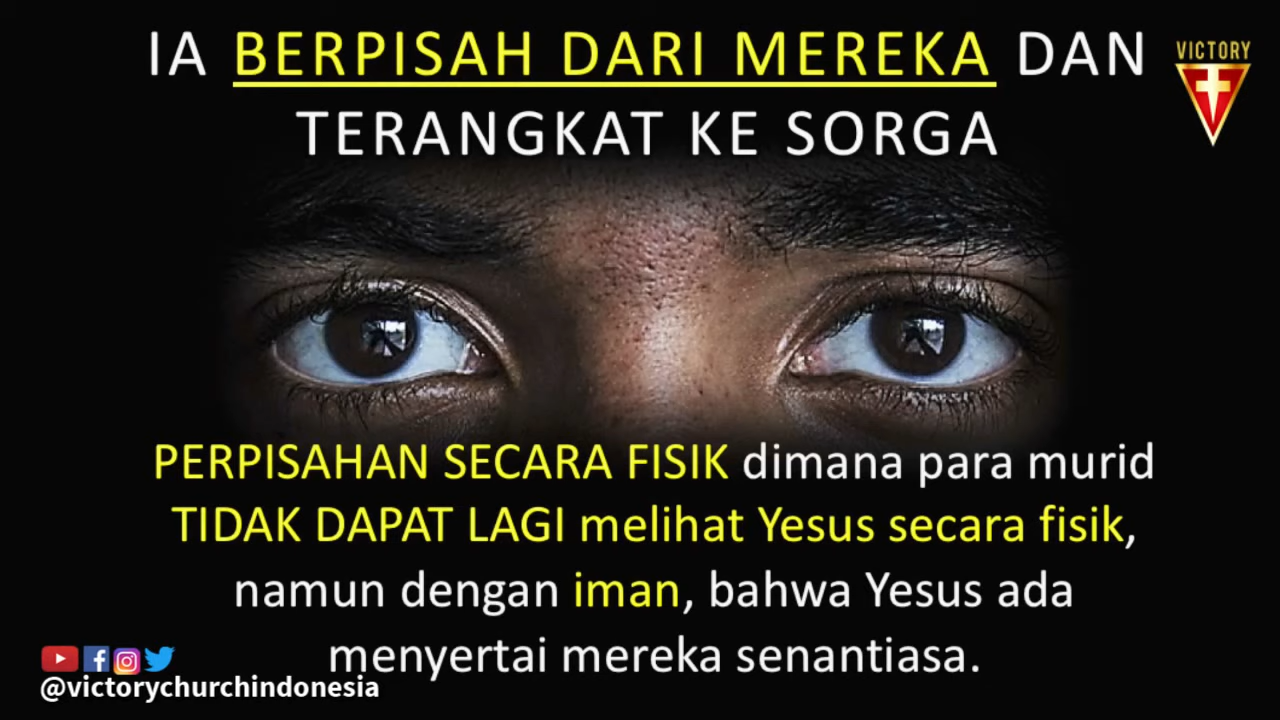 IA BERPISAH DARI MEREKA DAN
TERANGKAT KE SORGA
VICTORY
PERPISAHAN SECARA FISIK dimana para murid
TIDAK DAPAT LAGI melihat Yesus secara fisik,
namun dengan iman, bahwa Yesus ada
menyertai mereka senantiasa.
@victorychurchindonesia